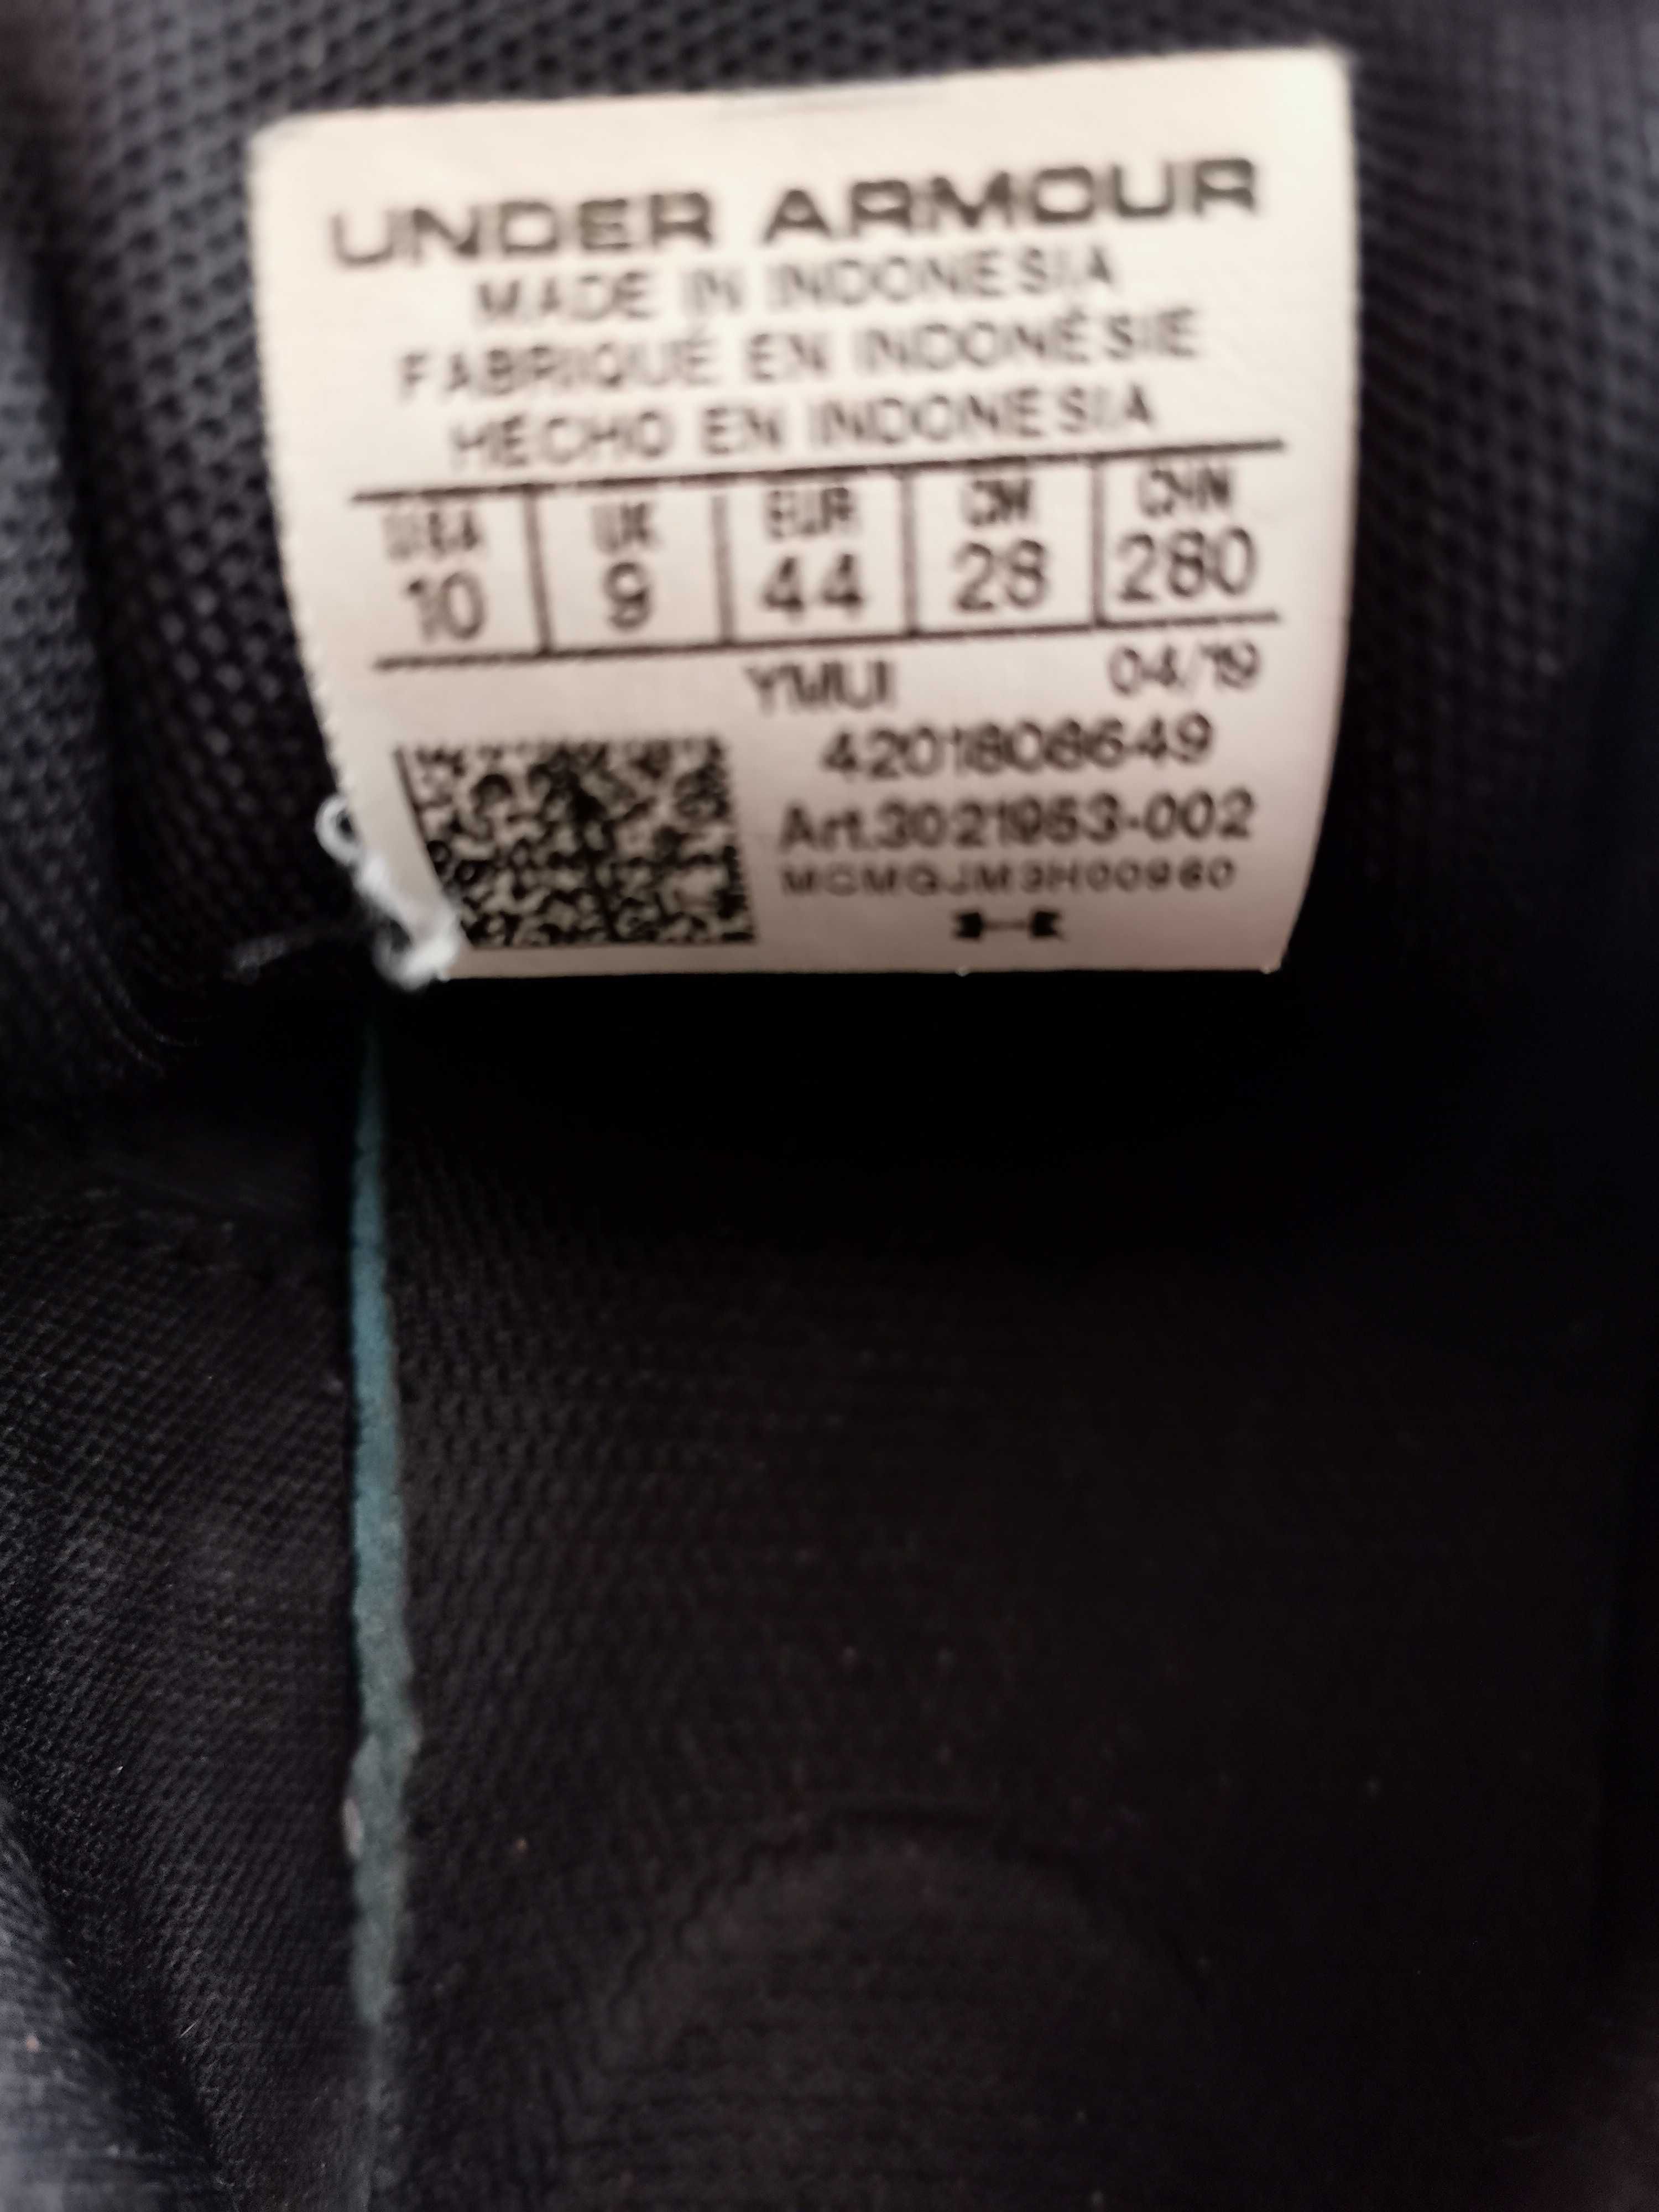 UNDER ARMOUR
MADE IN INDONESIA
FABRIQUÉ EN INDONÉSIE
HECHO EN INDONESIA
USA UK EUR CM CHN
10 9 44 28 280
YMUI 04/19
4201808649
Art.3021953-002
MCMGJM3H00960